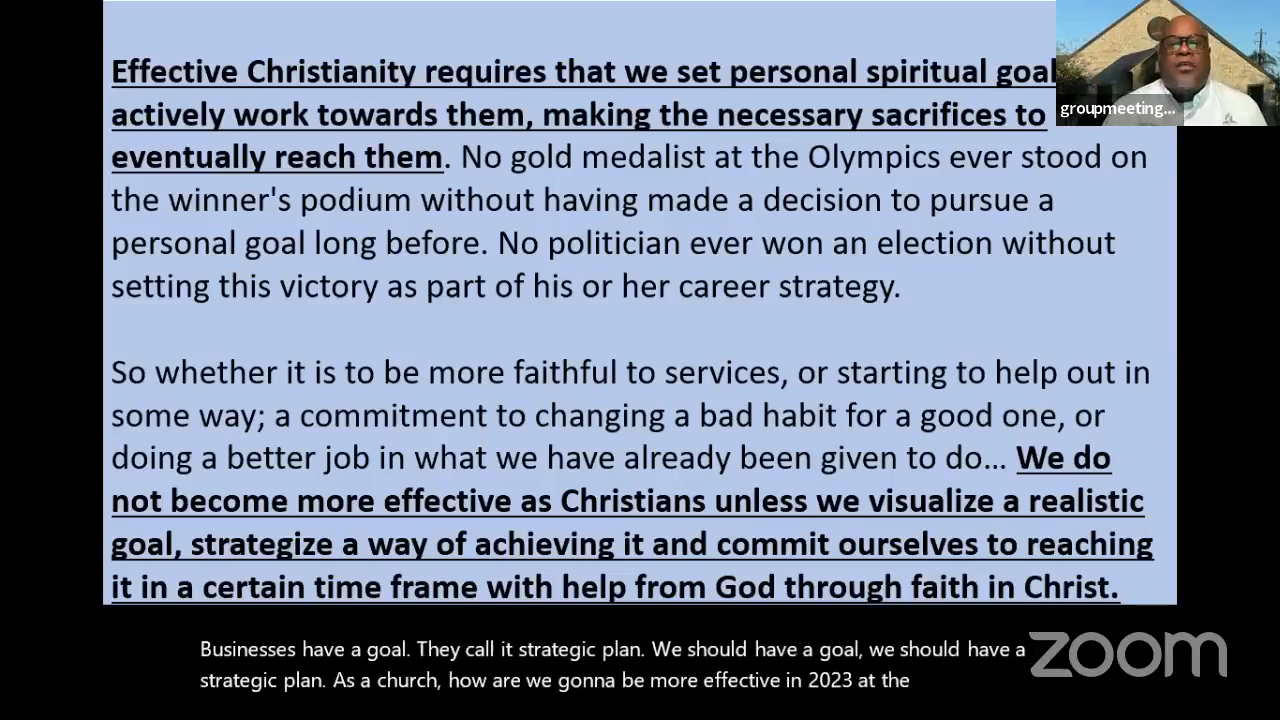 Effective Christianity requires that we set personal spiritual goal
actively work towards them, making the necessary sacrifices to
eventually reach them. No gold medalist at the Olympics ever stood on
the winner's podium without having made a decision to pursue a
personal goal long before. No politician ever won an election without
setting this victory as part of his or her career strategy.
So whether it is to be more faithful to services, or starting to help out in
some way; a commitment to changing a bad habit for a good one, or
doing a better job in what we have already been given to do... We do
not become more effective as Christians unless we visualize a realistic
goal, strategize a way of achieving it and commit ourselves to reaching
it in a certain time frame with help from God through faith in Christ.
groupmeeting...
Businesses have a goal. They call it strategic plan. We should have a goal, we should have a
strategic plan. As a church, how are we gonna be more effective in 2023 at the
zoom